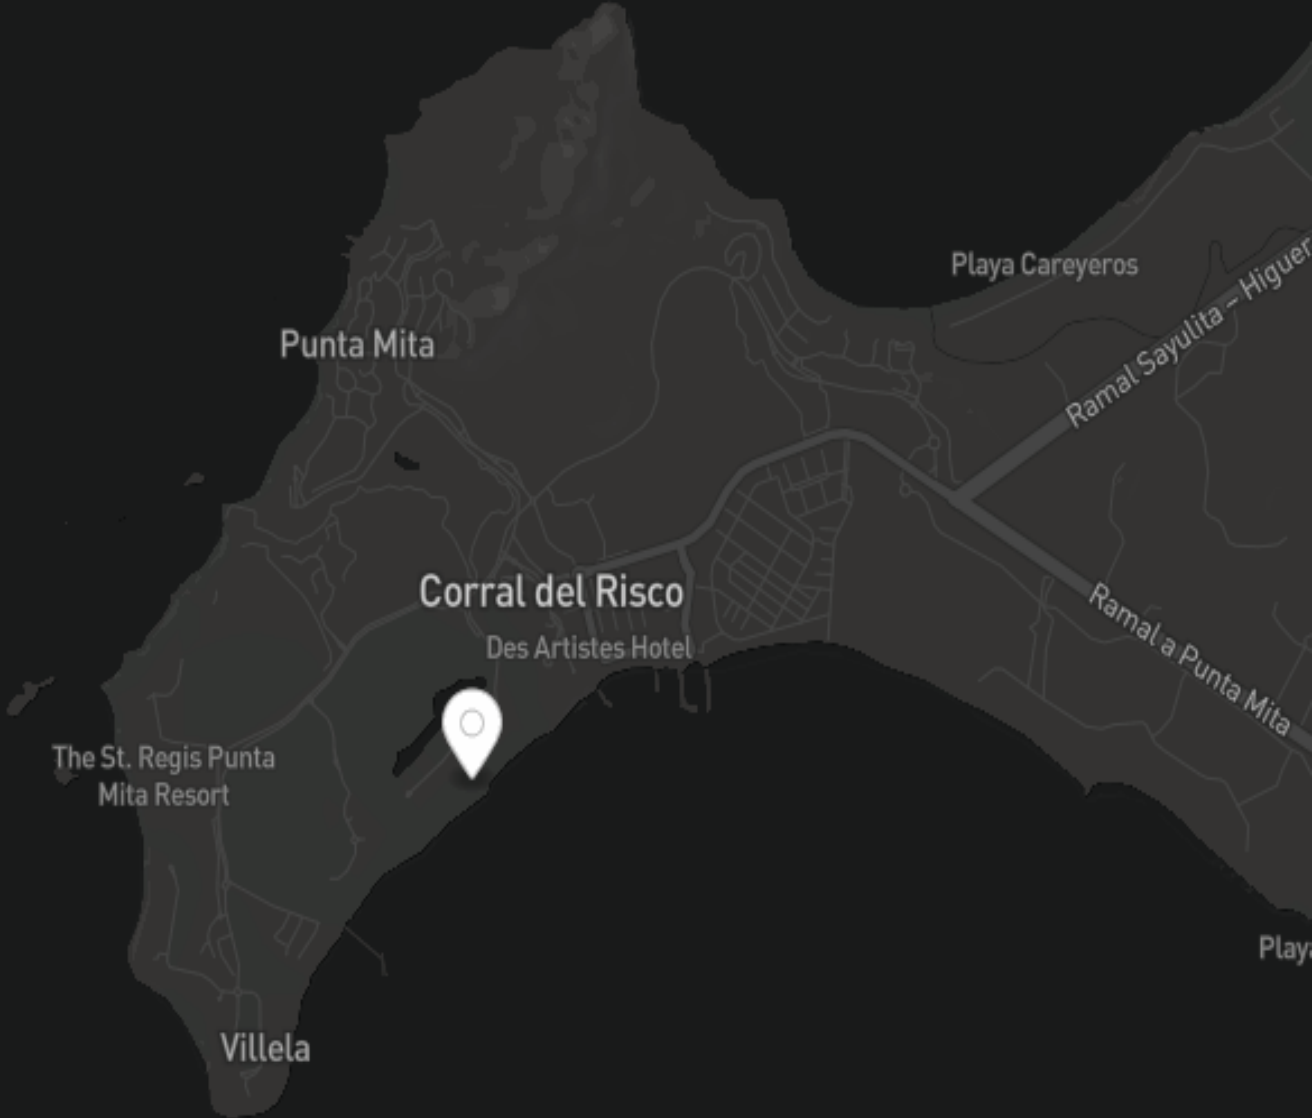 Playa Careyeros
Ramal Sayulita – Higuer
Punta Mita
Corral del Risco
Des Artistes Hotel
Ramal a Punta Mita
The St. Regis Punta
Mita Resort
Playa
Villela